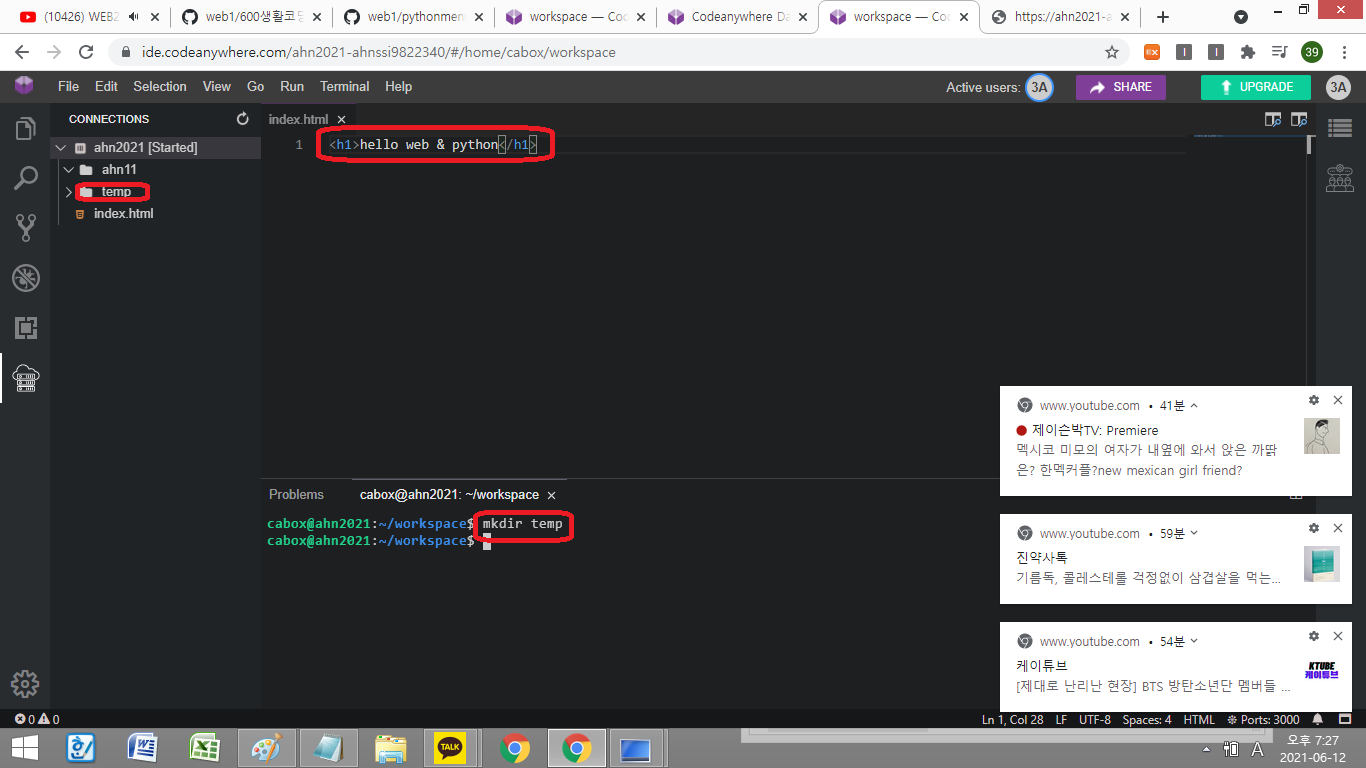 (10426) WEB2
web1/600생활코딩
web1/pythonmen
workspace — Coc
Codeanywhere Da
workspace — Coc
https://ahn2021-a
ide.codeanywhere.com/ahn2021-ahnssi9822340/#/home/cabox/workspace
39
File Edit Selection View Go Run Terminal Help
Active users: 3A SHARE UPGRADE 3A
CONNECTIONS
index.html
ahn2021 [Started]
1 <h1>hello web & python</h1>
ahn11
temp
index.html
www.youtube.com • 41분
제이슨박TV: Premiere
멕시코 미모의 여자가 내옆에 와서 앉은 까닭
은? 한멕커플?new mexican girl friend?
Problems cabox@ahn2021: ~/workspace
cabox@ahn2021:~/workspace$ mkdir temp
cabox@ahn2021:~/workspace$
www.youtube.com • 59분
진약사톡
기름독, 콜레스테롤 걱정없이 삼겹살을 먹는...
www.youtube.com • 54분
케이튜브
[제대로 난리난 현장] BTS 방탄소년단 멤버들 ...
KTUBE
케이튜브
0 0
Ln 1, Col 28 LF UTF-8 Spaces: 4 HTML Ports: 3000
TALK
A
오후 7:27
2021-06-12